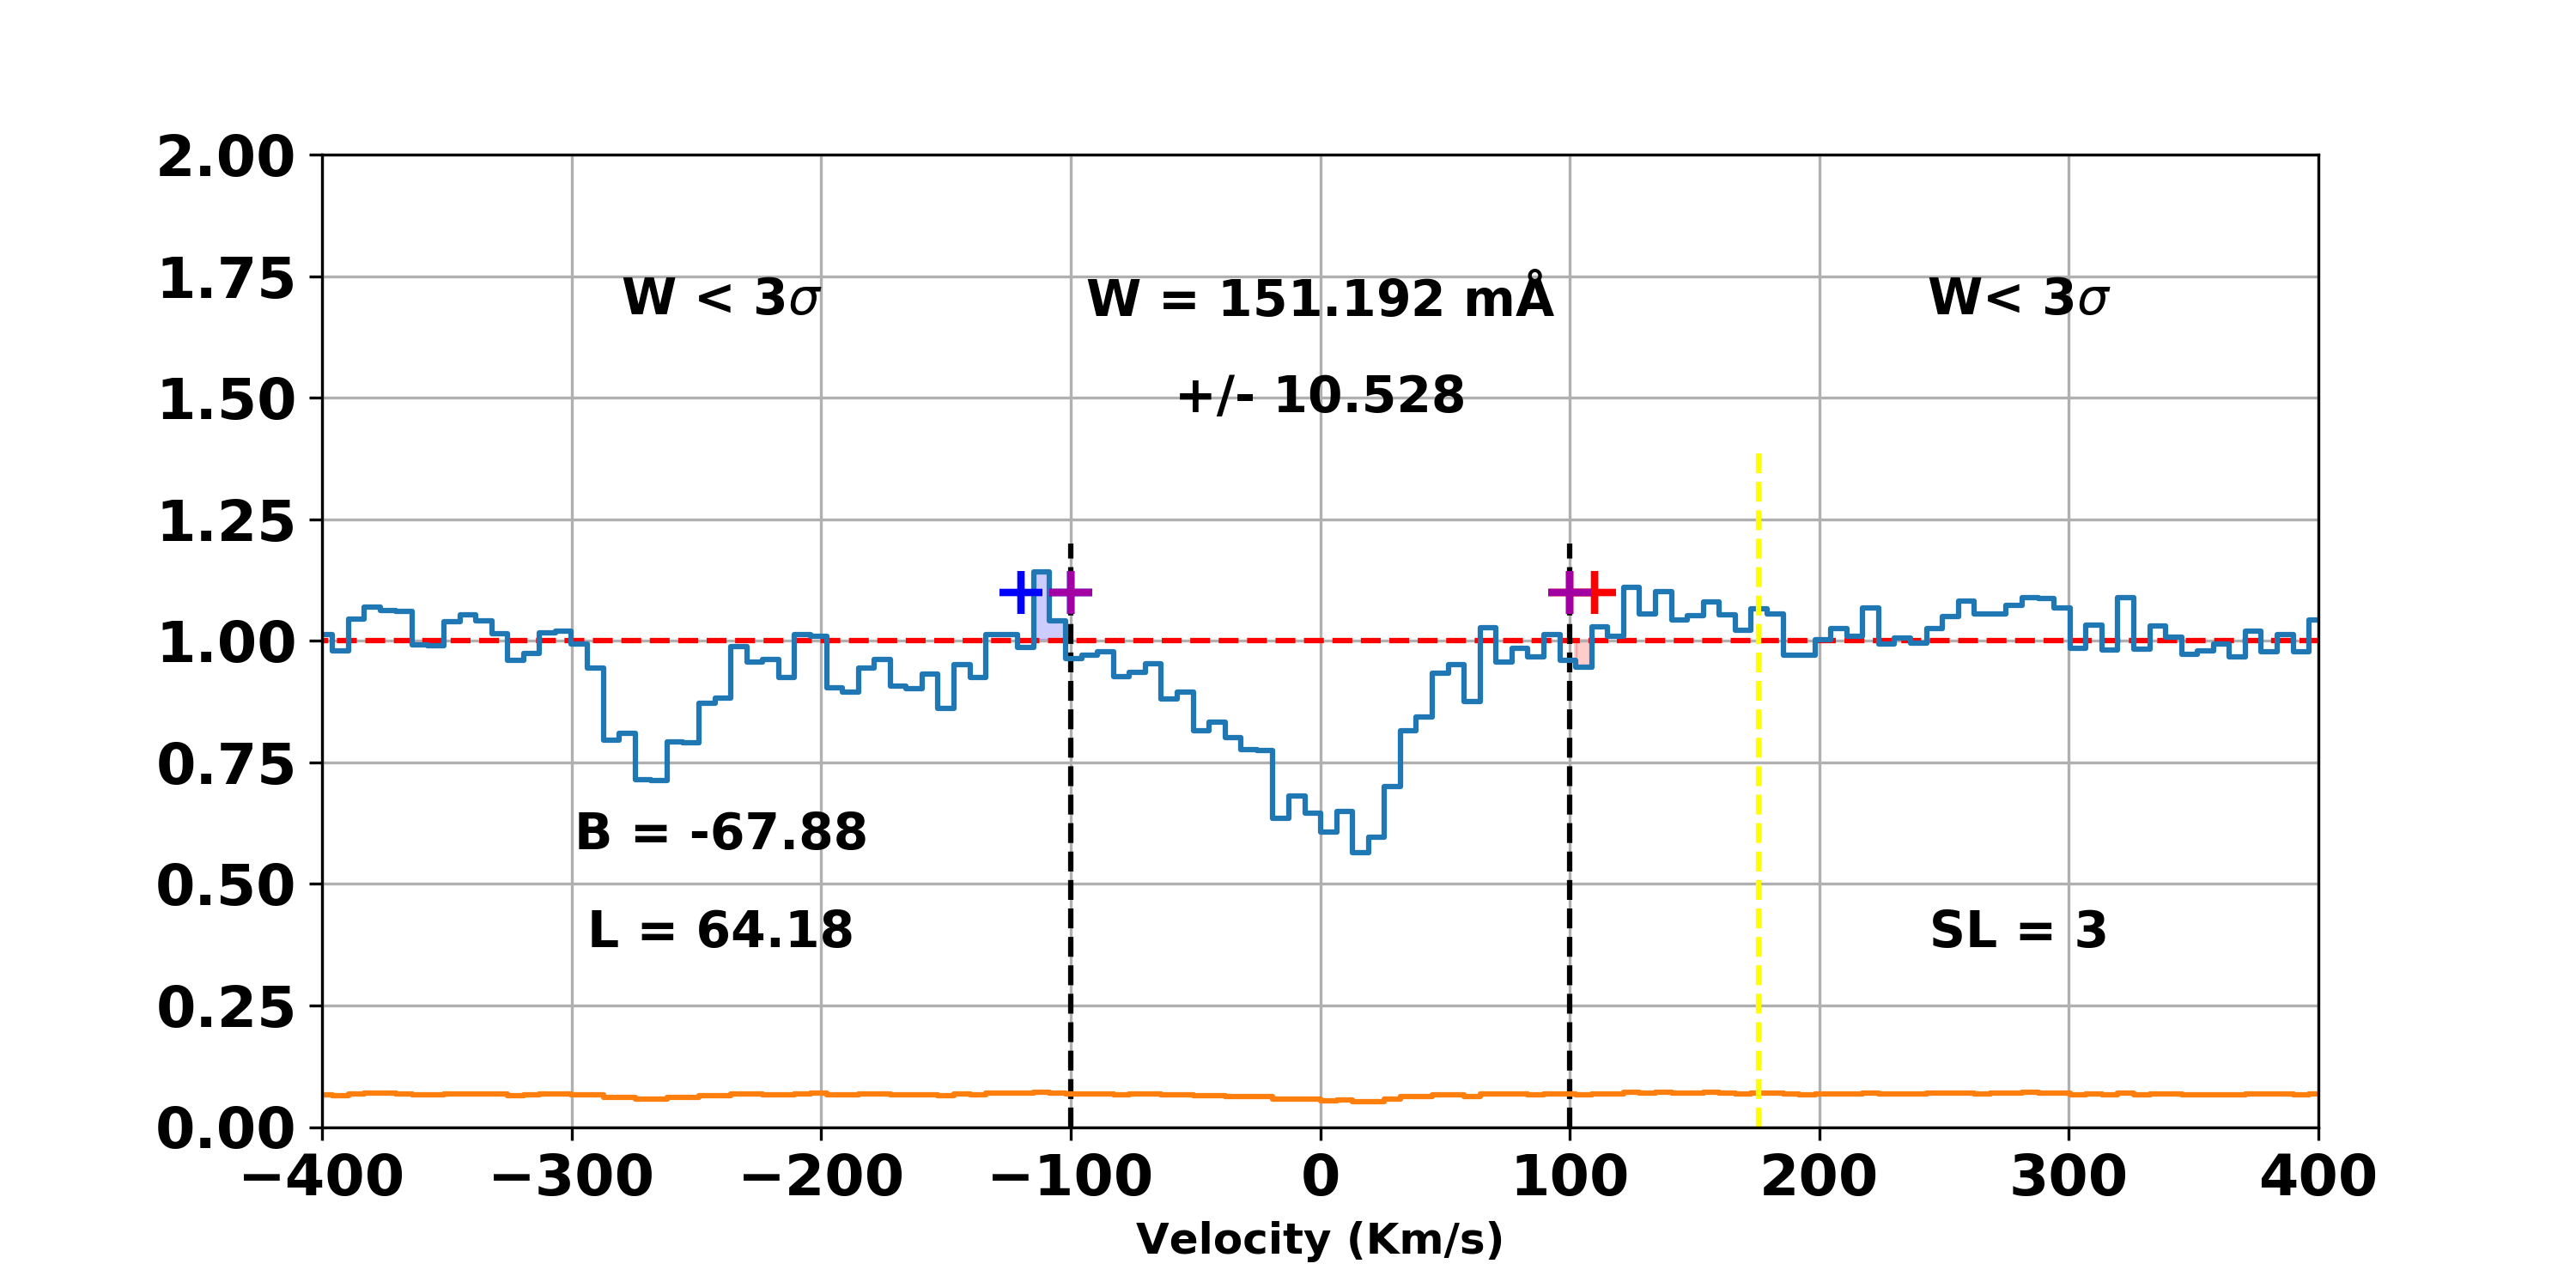 2.00
1.75
W < 3σ
W = 151.192 mÅ
W< 3σ
1.50
+/- 10.528
1.25
1.00
0.75
B = -67.88
0.50
L = 64.18
SL = 3
0.25
0.00
−400 −300 −200 −100 0 100 200 300 400
Velocity (Km/s)